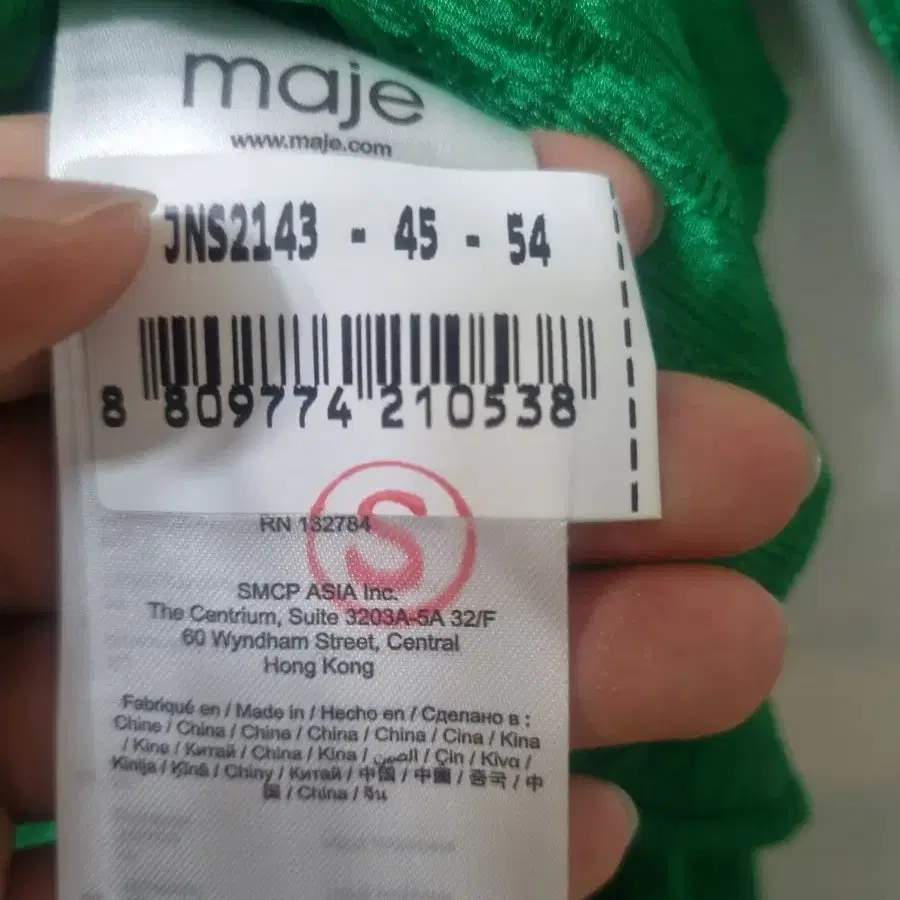 maje
www.maje.com
JNS2143 - 45 - 54
8 809774 210538
S
RN 132784
SMCP ASIA Inc.
The Centrium, Suite 3203A-5A 32/F
60 Wyndham Street, Central
Hong Kong
Fabriqué en / Made in / Hecho en / Сделано в :
Chine / China / China / China / China / Cina / Kina
/ Kine / Китай / China / Kina / الصين / Çin / Κίνα /
Kinija / Ķīnā / Chiny / Китай / 中国 / 中國 / 중국 / 中
国 / China / จีน